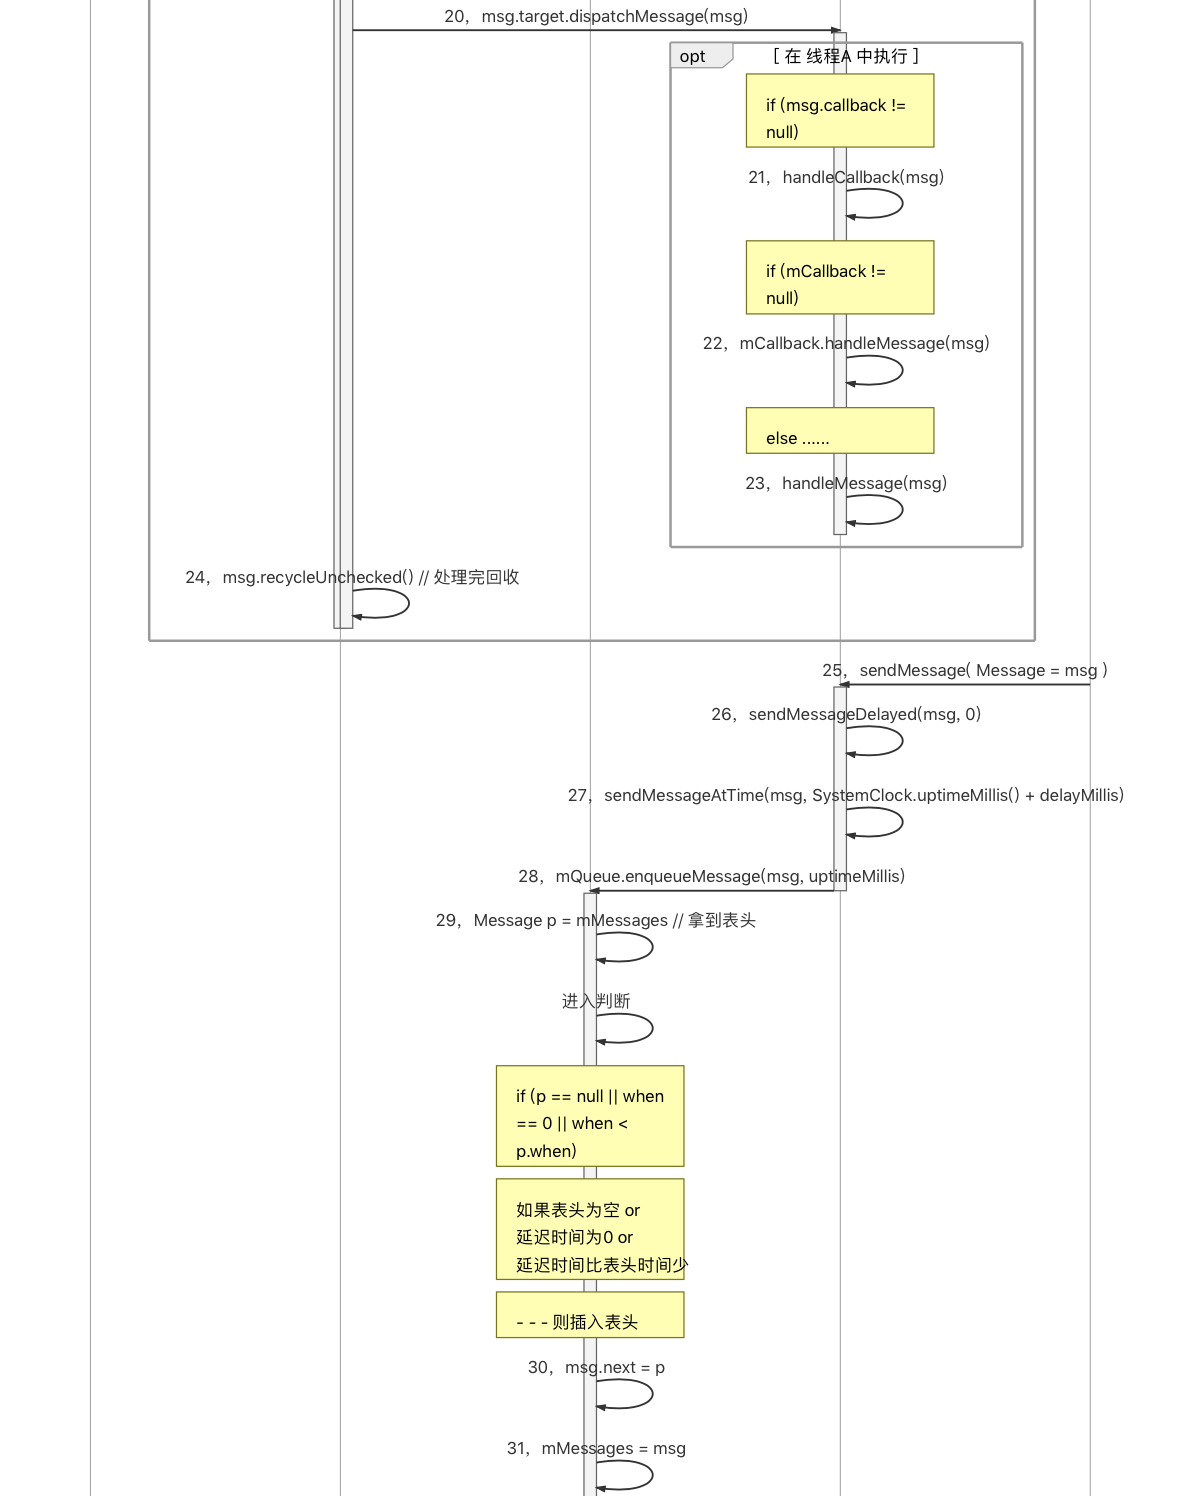 20，msg.target.dispatchMessage(msg)
opt
[ 在 线程A 中执行 ]
if (msg.callback !=
null)
21，handleCallback(msg)
if (mCallback !=
null)
22，mCallback.handleMessage(msg)
else ......
23，handleMessage(msg)
24，msg.recycleUnchecked() // 处理完回收
25，sendMessage( Message = msg )
26，sendMessageDelayed(msg, 0)
27，sendMessageAtTime(msg, SystemClock.uptimeMillis() + delayMillis)
28，mQueue.enqueueMessage(msg, uptimeMillis)
29，Message p = mMessages // 拿到表头
进入判断
if (p == null || when
== 0 || when <
p.when)
如果表头为空 or
延迟时间为0 or
延迟时间比表头时间少
- - - 则插入表头
30，msg.next = p
31，mMessages = msg